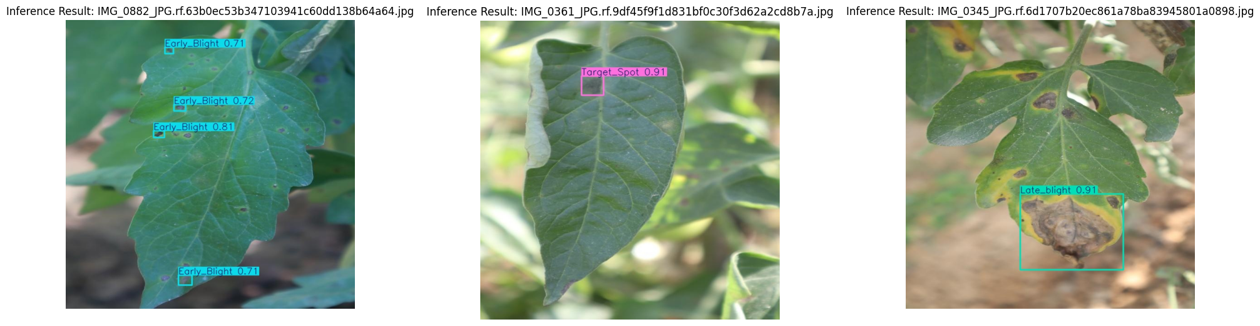 Inference Result: IMG_0882_JPG.rf.63b0ec53b347103941c60dd138b64a64.jpg
Early_Blight 0.71
Early_Blight 0.72
Early_Blight 0.81
Early_Blight 0.71
Inference Result: IMG_0361_JPG.rf.9df45f9f1d831bf0c30f3d62a2cd8b7a.jpg
Target_Spot 0.91
Inference Result: IMG_0345_JPG.rf.6d1707b20ec861a78ba83945801a0898.jpg
Late_blight 0.91